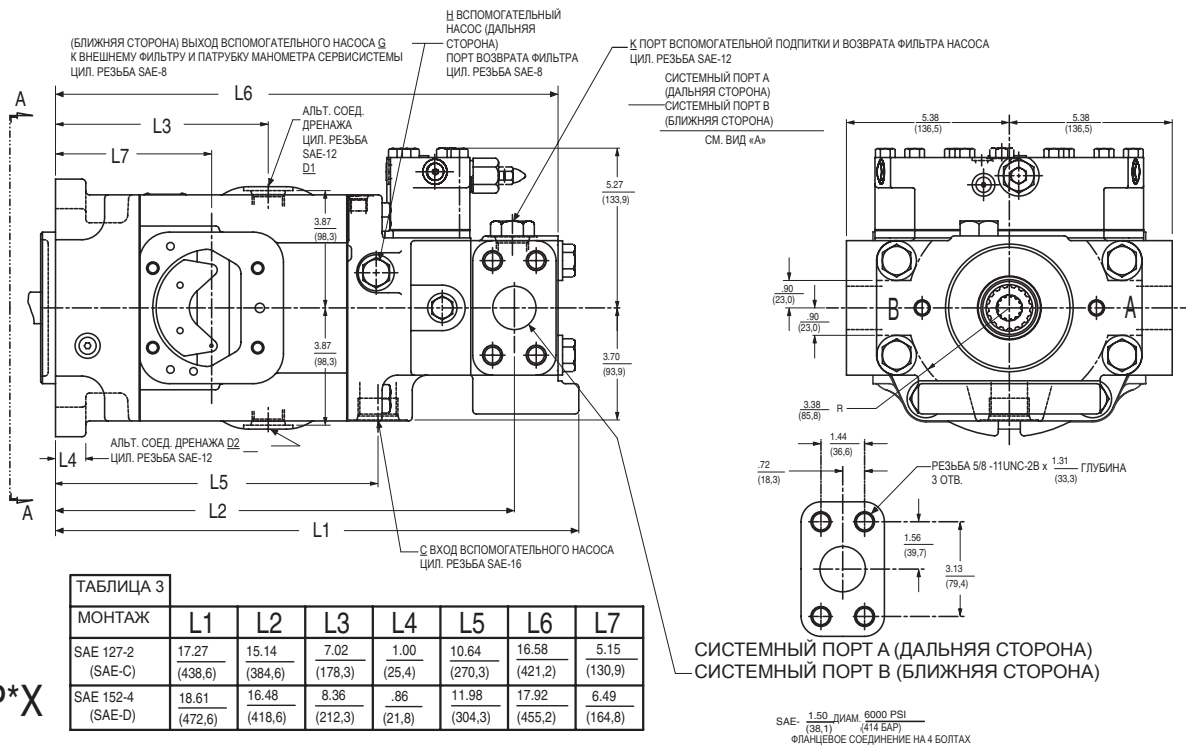 (БЛИЖНЯЯ СТОРОНА) ВЫХОД ВСПОМОГАТЕЛЬНОГО НАСОСА G
К ВНЕШНЕМУ ФИЛЬТРУ И ПАТРУБКУ МАНОМЕТРА СЕРВИСИСТЕМЫ
ЦИЛ. РЕЗЬБА SAE-8
H ВСПОМОГАТЕЛЬНЫЙ
НАСОС (ДАЛЬНЯЯ
СТОРОНА)
ПОРТ ВОЗВРАТА ФИЛЬТРА
ЦИЛ. РЕЗЬБА SAE-8
K ПОРТ ВСПОМОГАТЕЛЬНОЙ ПОДПИТКИ И ВОЗВРАТА ФИЛЬТРА НАСОСА
ЦИЛ. РЕЗЬБА SAE-12
СИСТЕМНЫЙ ПОРТ А
(ДАЛЬНЯЯ СТОРОНА)
СИСТЕМНЫЙ ПОРТ В
(БЛИЖНЯЯ СТОРОНА)
СМ. ВИД «А»
A
L6
L3
L7
АЛЬТ. СОЕД.
ДРЕНАЖА
ЦИЛ. РЕЗЬБА
SAE-12
D1
3.87
(98,3)
3.87
(98,3)
5.27
(133,9)
3.70
(93,9)
5.38
(136,5)
5.38
(136,5)
.90
(23,0)
.90
(23,0)
B
A
3.38
(85,8)
R
АЛЬТ. СОЕД. ДРЕНАЖА D2
ЦИЛ. РЕЗЬБА SAE-12
L4
L5
L2
L1
A
C ВХОД ВСПОМОГАТЕЛЬНОГО НАСОСА
ЦИЛ. РЕЗЬБА SAE-16
1.44
(36,6)
.72
(18,3)
РЕЗЬБА 5/8 -11UNC-2B x 1.31 (33,3) ГЛУБИНА
3 ОТВ.
1.56
(39,7)
3.13
(79,4)
ТАБЛИЦА 3
МОНТАЖ L1 L2 L3 L4 L5 L6 L7
SAE 127-2 17.27 15.14 7.02 1.00 10.64 16.58 5.15
(SAE-C) (438,6) (384,6) (178,3) (25,4) (270,3) (421,2) (130,9)
SAE 152-4 18.61 16.48 8.36 .86 11.98 17.92 6.49
(SAE-D) (472,6) (418,6) (212,3) (21,8) (304,3) (455,2) (164,8)
*X
СИСТЕМНЫЙ ПОРТ А (ДАЛЬНЯЯ СТОРОНА)
СИСТЕМНЫЙ ПОРТ В (БЛИЖНЯЯ СТОРОНА)
SAE- 1.50 (38,1) ДИАМ. 6000 PSI (414 БАР)
ФЛАНЦЕВОЕ СОЕДИНЕНИЕ НА 4 БОЛТАХ